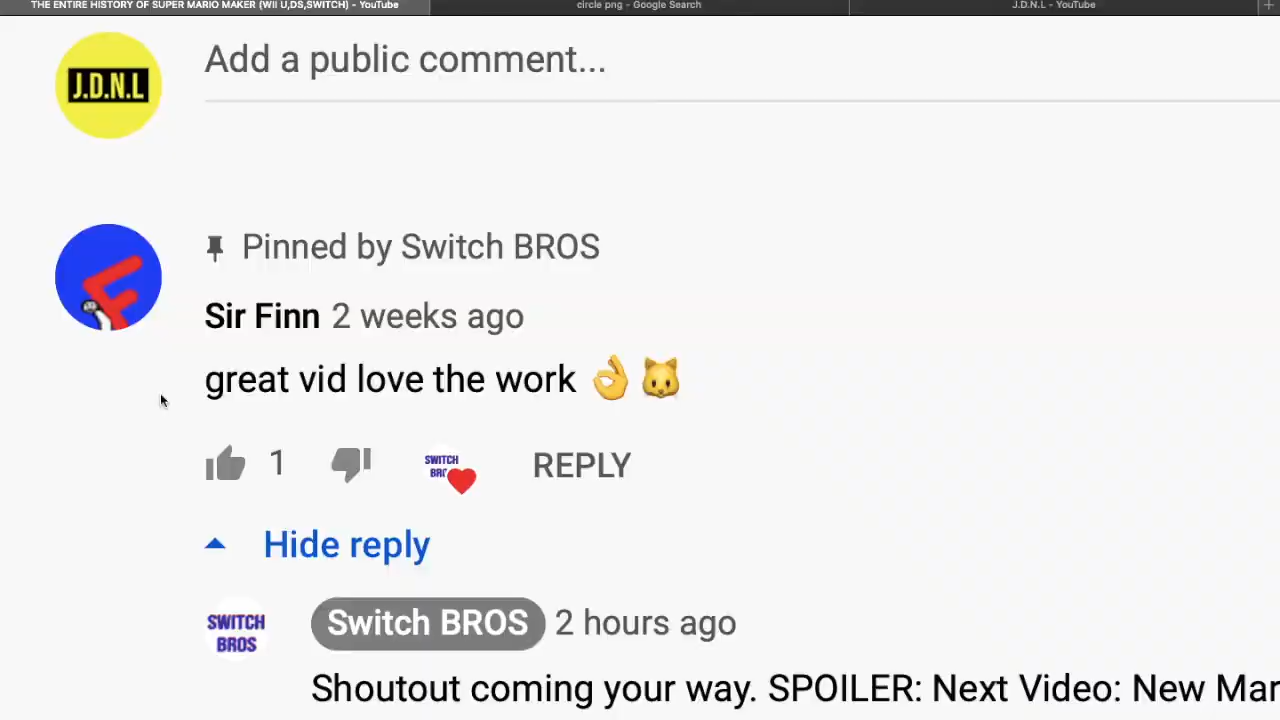 THE ENTIRE HISTORY OF SUPER MARIO MAKER (WII U,DS,SWITCH) - YouTube
circle png - Google Search
J.D.N.L - YouTube
J.D.N.L
Add a public comment...
Pinned by Switch BROS
Sir Finn 2 weeks ago
great vid love the work 👌🐱
1
SWITCH
REPLY
Hide reply
SWITCH
BROS
Switch BROS 2 hours ago
Shoutout coming your way. SPOILER: Next Video: New Mar